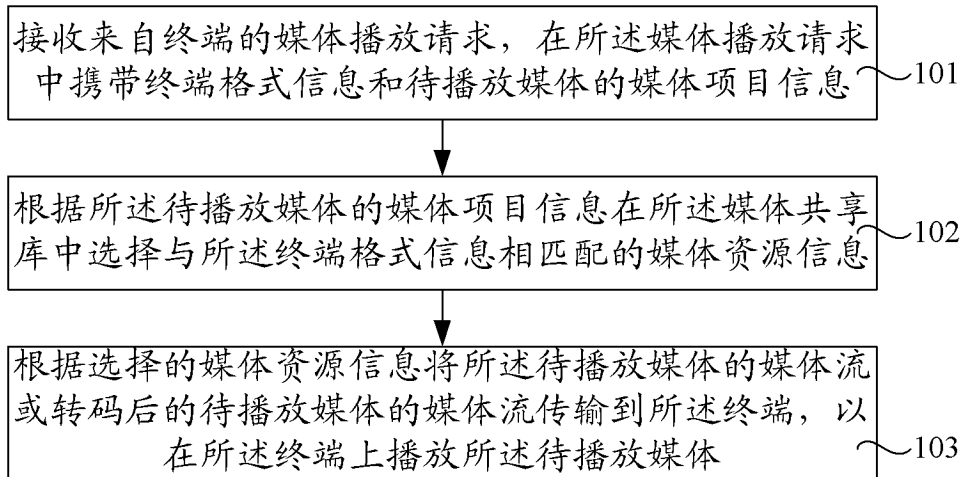 接收来自终端的媒体播放请求，在所述媒体播放请求
中携带终端格式信息和待播放媒体的媒体项目信息
101
根据所述待播放媒体的媒体项目信息在所述媒体共享
库中选择与所述终端格式信息相匹配的媒体资源信息
102
根据选择的媒体资源信息将所述待播放媒体的媒体流
或转码后的待播放媒体的媒体流传输到所述终端，以
在所述终端上播放所述待播放媒体
103